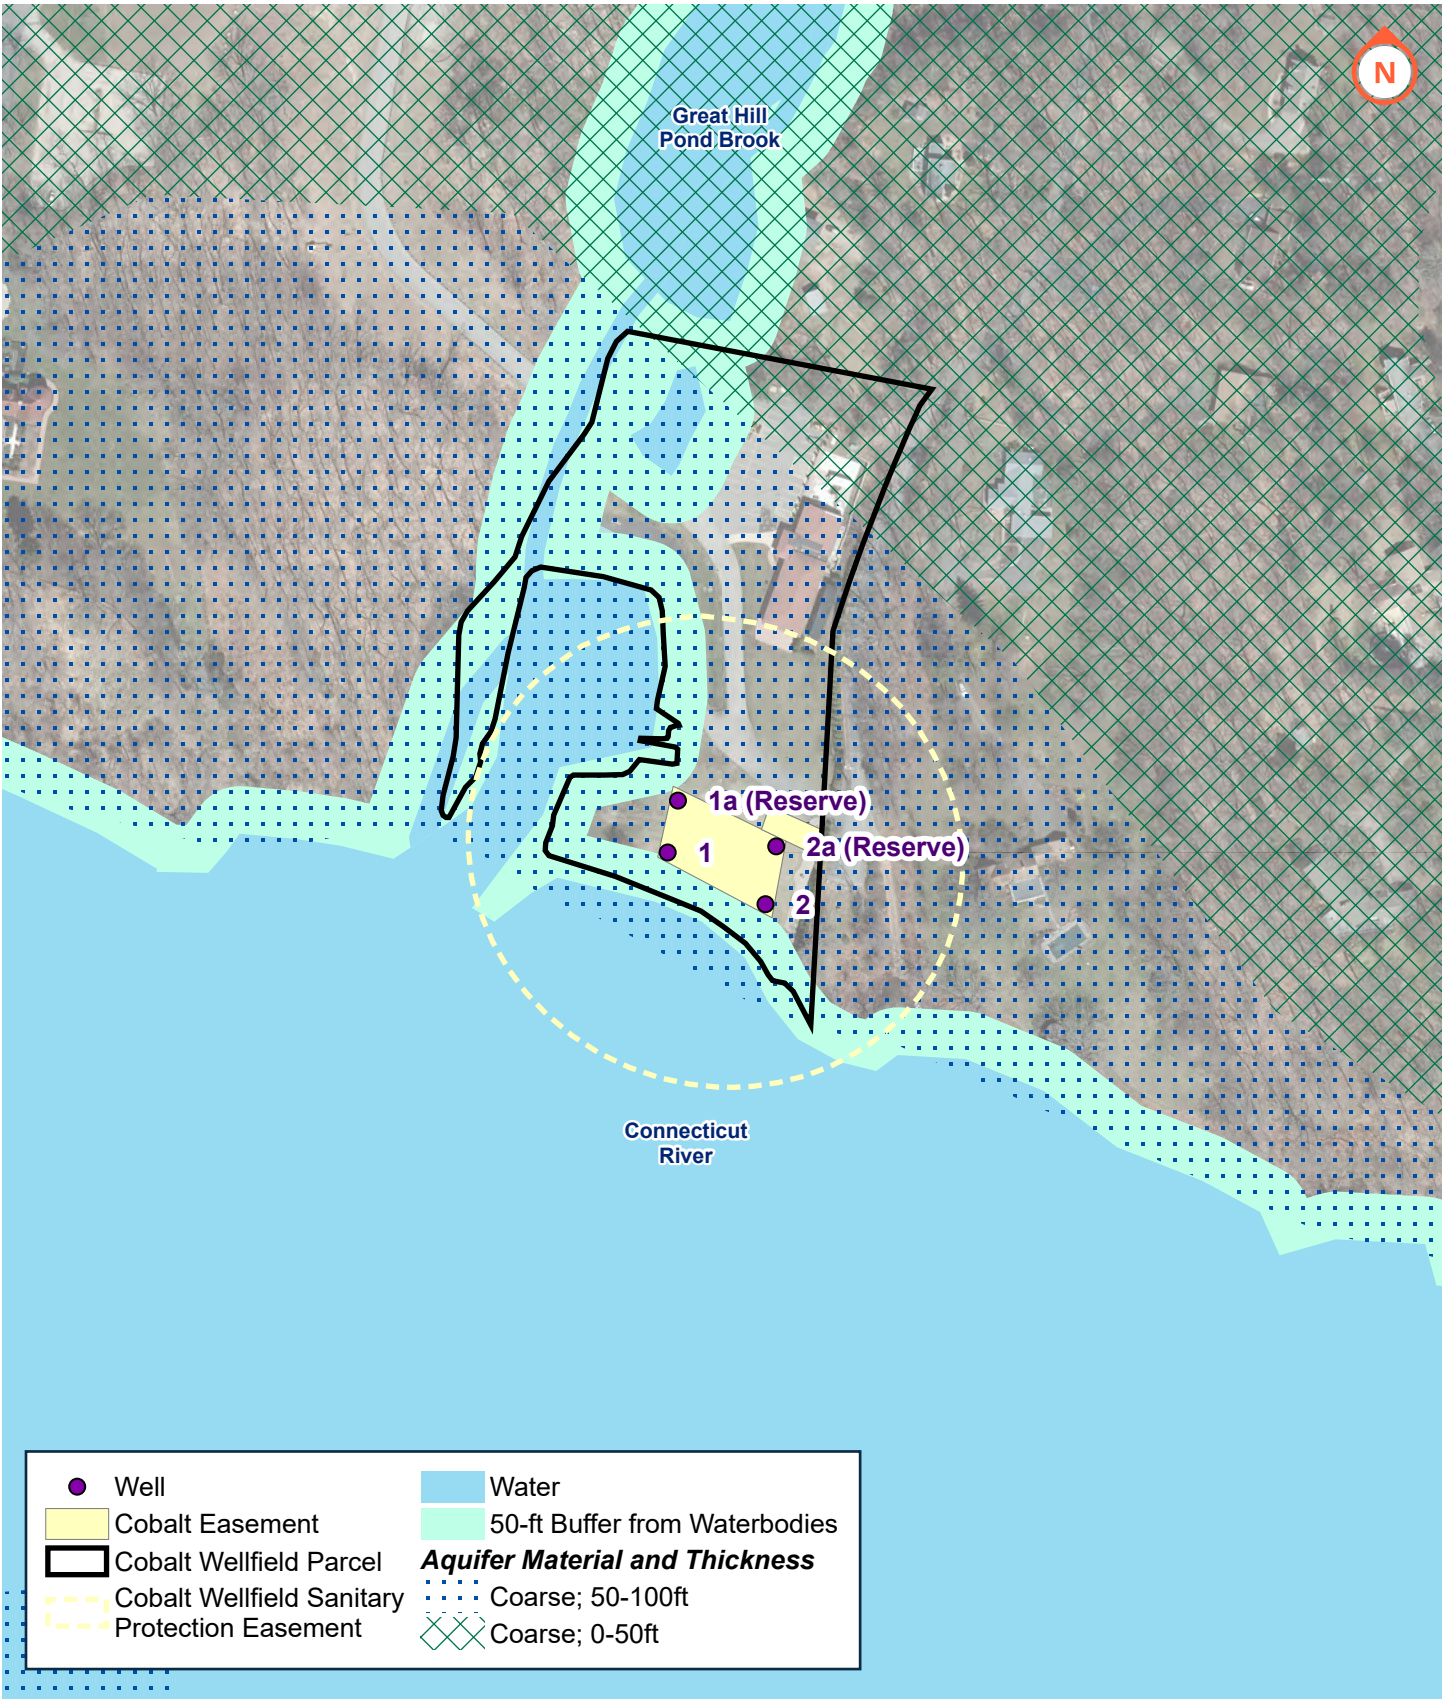 N
Great Hill
Pond Brook
1a (Reserve)
1
2a (Reserve)
2
Connecticut
River
Well
Cobalt Easement
Cobalt Wellfield Parcel
Cobalt Wellfield Sanitary
Protection Easement
Water
50-ft Buffer from Waterbodies
Aquifer Material and Thickness
Coarse; 50-100ft
Coarse; 0-50ft